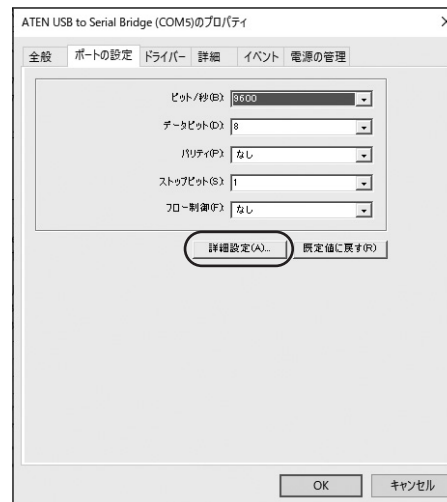 ATEN USB to Serial Bridge (COM5)のプロパティ
全般 ポートの設定 ドライバー 詳細 イベント 電源の管理
ビット/秒(B): 9600
データビット(D): 8
パリティ(P): なし
ストップビット(S): 1
フロー制御(F): なし
詳細設定(A)... 既定値に戻す(R)
OK キャンセル